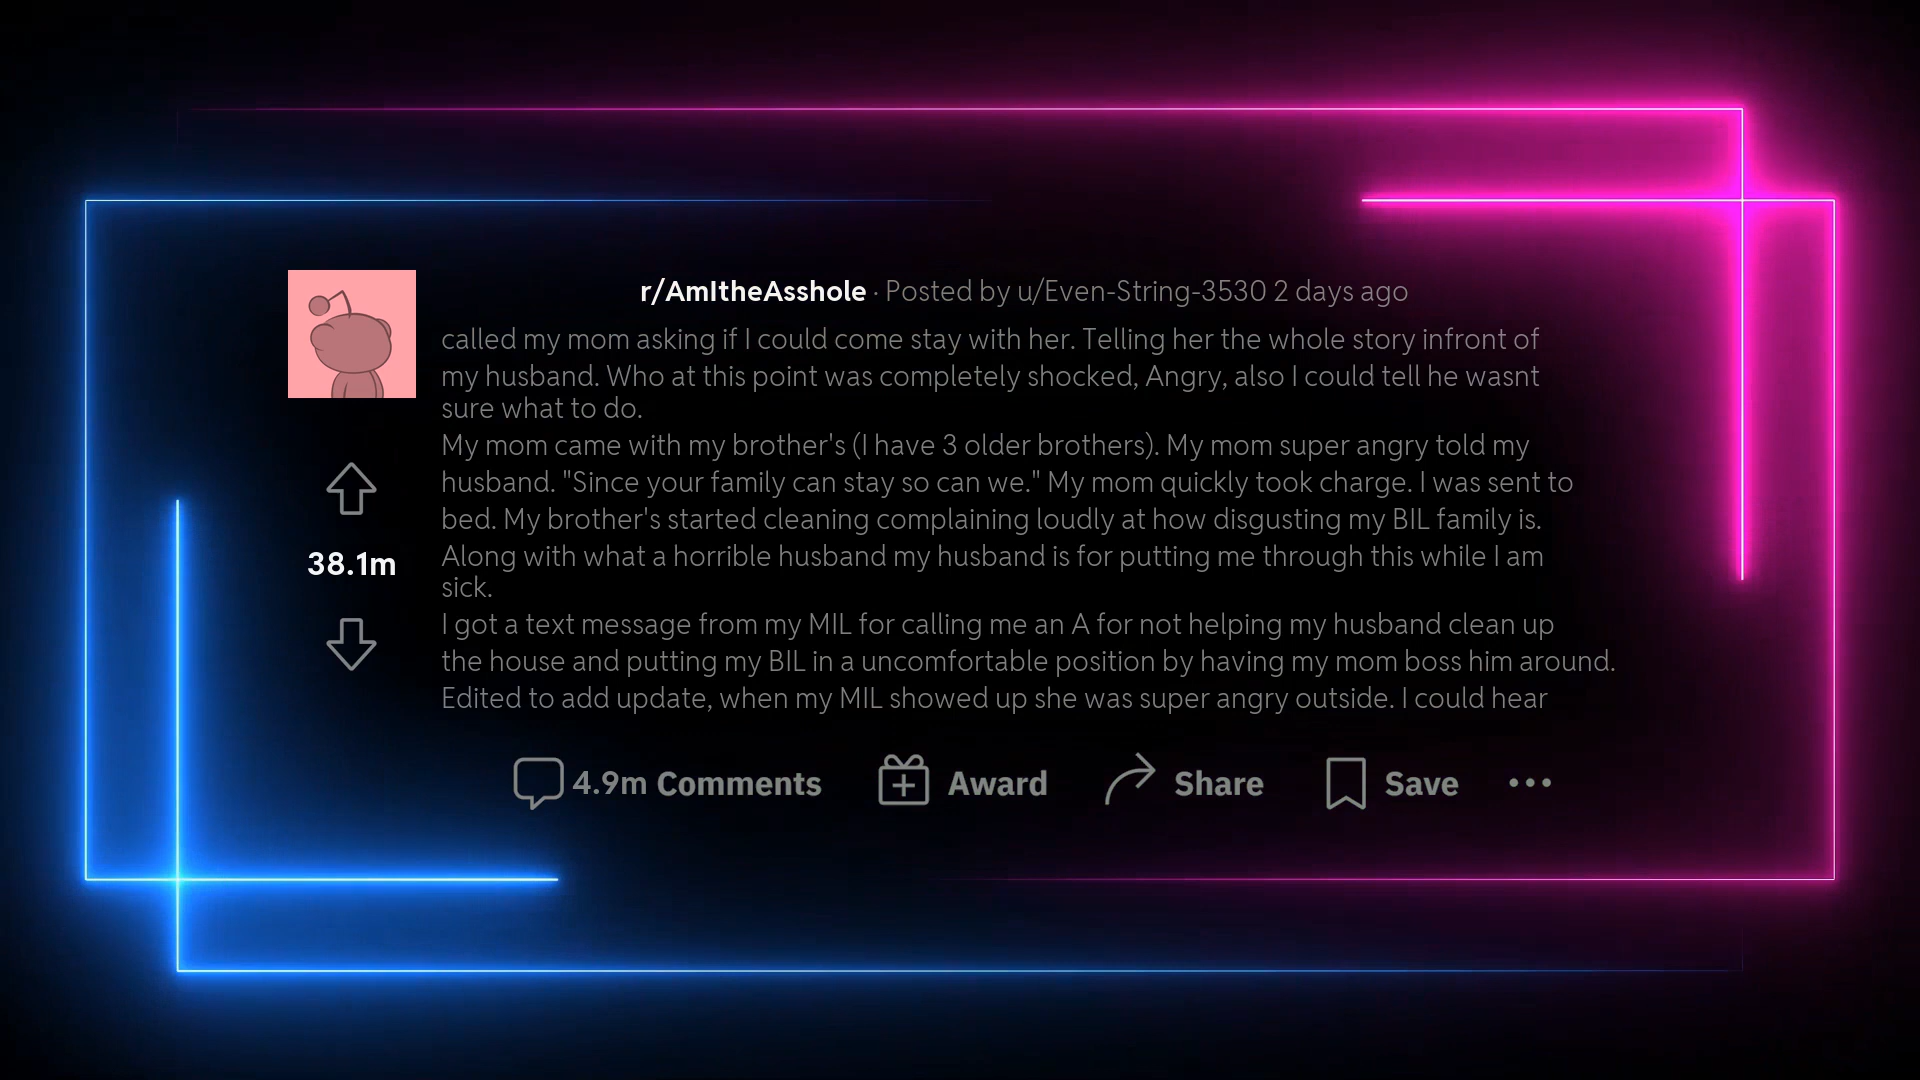 r/AmItheAsshole · Posted by u/Even-String-3530 2 days ago
called my mom asking if I could come stay with her. Telling her the whole story infront of
my husband. Who at this point was completely shocked, Angry, also I could tell he wasnt
sure what to do.
My mom came with my brother's (I have 3 older brothers). My mom super angry told my
husband. "Since your family can stay so can we." My mom quickly took charge. I was sent to
bed. My brother's started cleaning complaining loudly at how disgusting my BIL family is.
Along with what a horrible husband my husband is for putting me through this while I am
sick.
I got a text message from my MIL for calling me an A for not helping my husband clean up
the house and putting my BIL in a uncomfortable position by having my mom boss him around.
Edited to add update, when my MIL showed up she was super angry outside. I could hear
38.1m
4.9m Comments Award Share Save